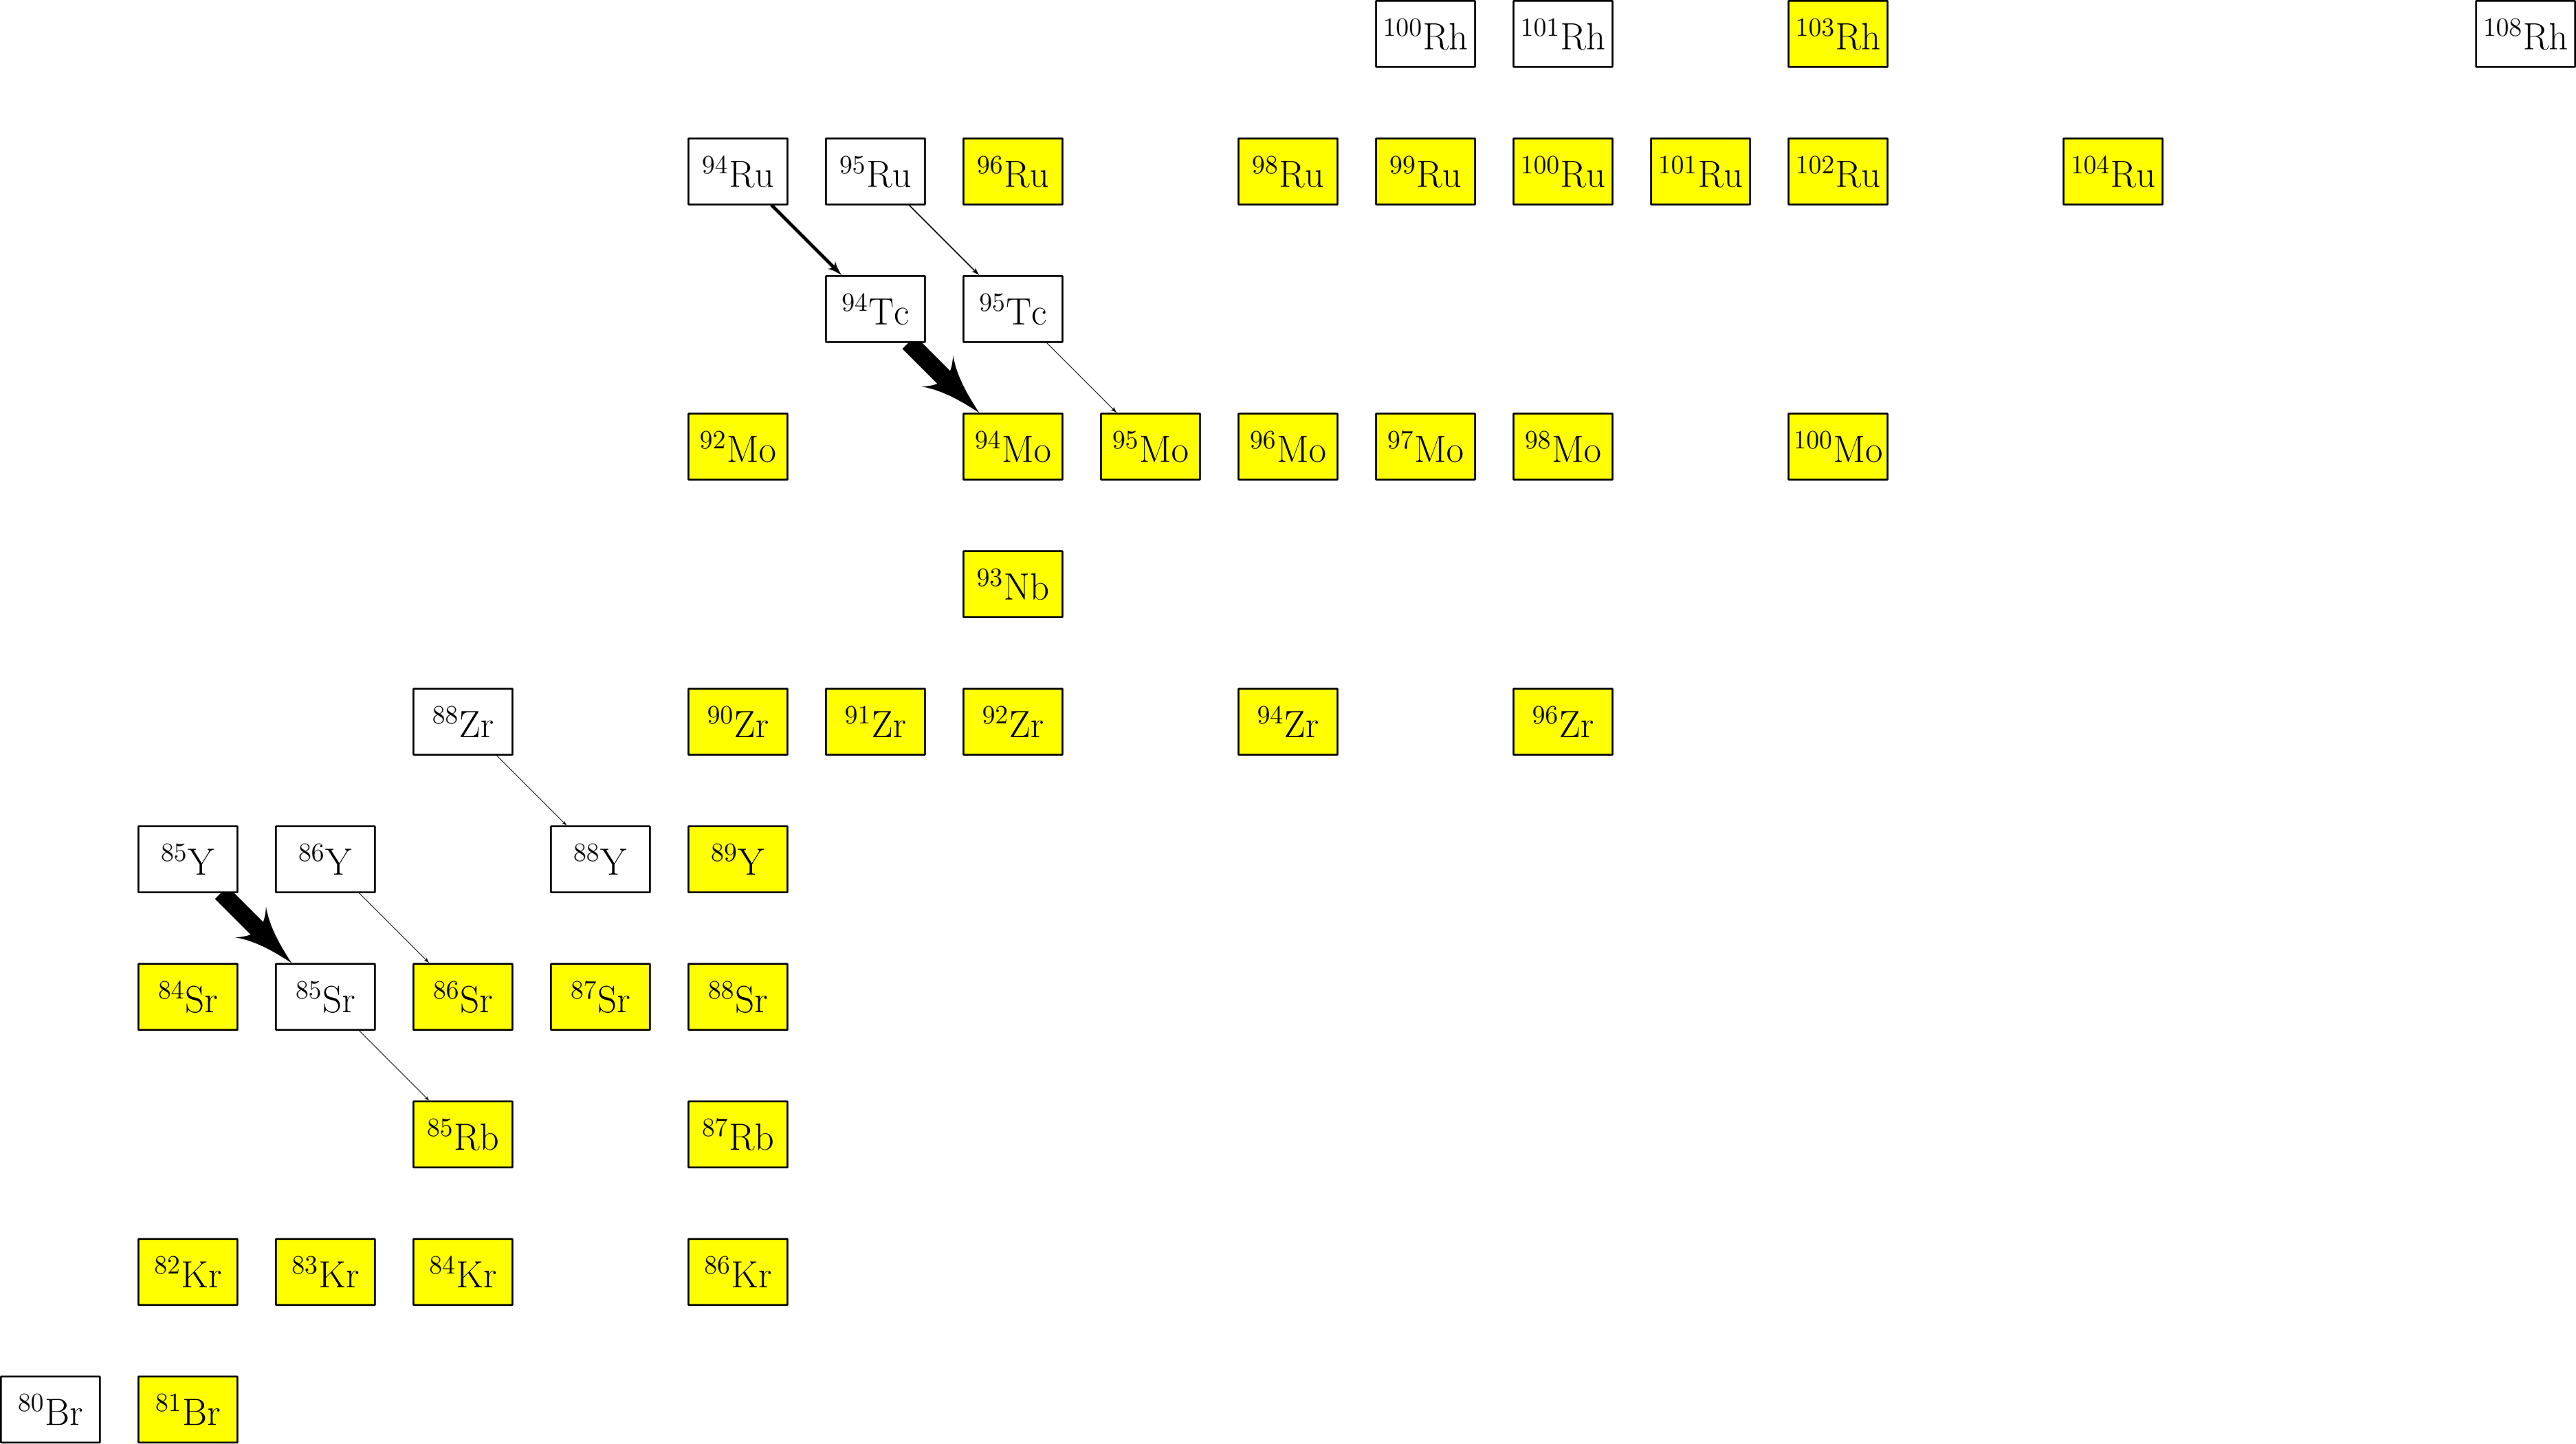 ¹⁰⁰Rh ¹⁰¹Rh ¹⁰³Rh ¹⁰⁸Rh
⁹⁴Ru ⁹⁵Ru ⁹⁶Ru ⁹⁸Ru ⁹⁹Ru ¹⁰⁰Ru ¹⁰¹Ru ¹⁰²Ru ¹⁰⁴Ru
⁹⁴Tc ⁹⁵Tc
⁹²Mo ⁹⁴Mo ⁹⁵Mo ⁹⁶Mo ⁹⁷Mo ⁹⁸Mo ¹⁰⁰Mo
⁹³Nb
⁸⁸Zr ⁹⁰Zr ⁹¹Zr ⁹²Zr ⁹⁴Zr ⁹⁶Zr
⁸⁵Y ⁸⁶Y ⁸⁸Y ⁸⁹Y
⁸⁴Sr ⁸⁵Sr ⁸⁶Sr ⁸⁷Sr ⁸⁸Sr
⁸⁵Rb ⁸⁷Rb
⁸²Kr ⁸³Kr ⁸⁴Kr ⁸⁶Kr
⁸⁰Br ⁸¹Br